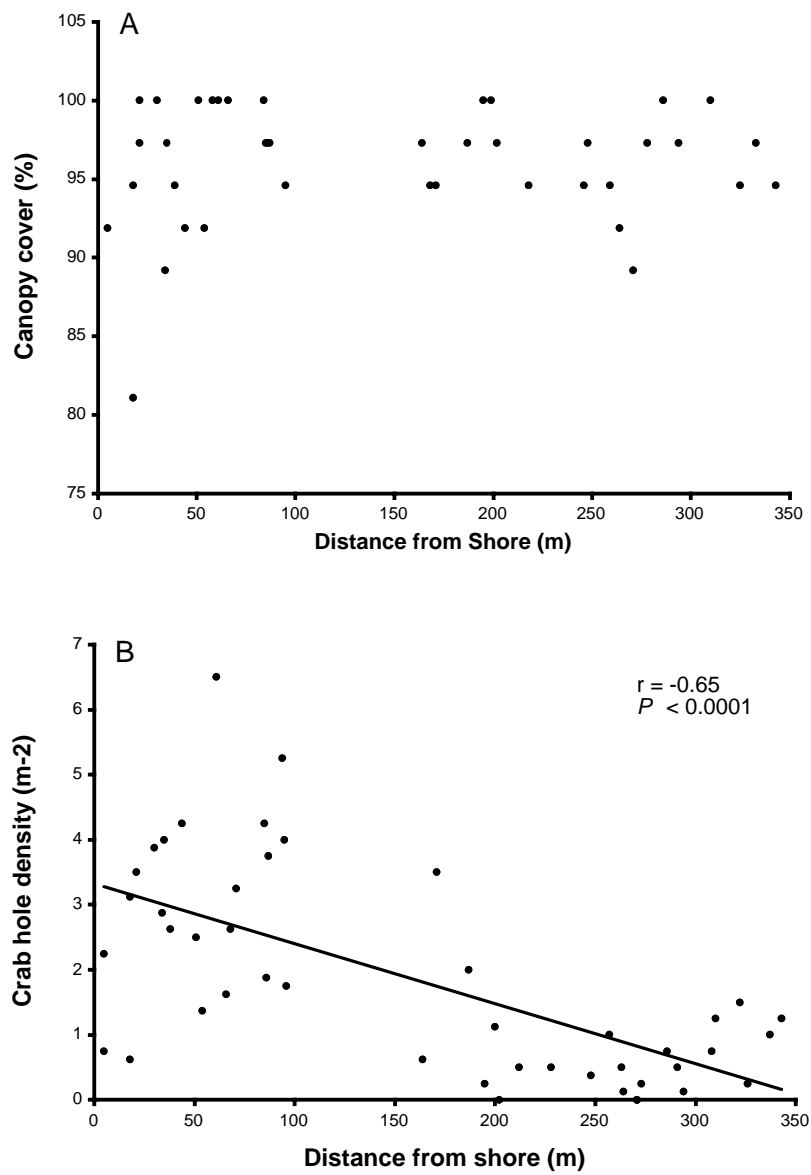 A
105
100
95
90
85
80
75
Canopy cover (%)
0 50 100 150 200 250 300 350
Distance from Shore (m)
B
7
6
5
4
3
2
1
0
Crab hole density (m-2)
r = -0.65
P < 0.0001
0 50 100 150 200 250 300 350
Distance from shore (m)